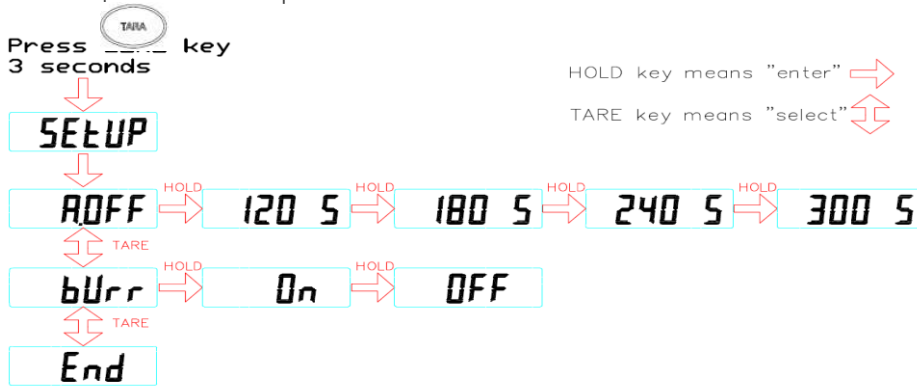 TARA
Press key
3 seconds
HOLD key means "enter"
TARE key means "select"
SEtUP
A.OFF HOLD 120 S HOLD 180 S HOLD 240 S HOLD 300 S
TARE
bUrr HOLD On HOLD OFF
TARE
End